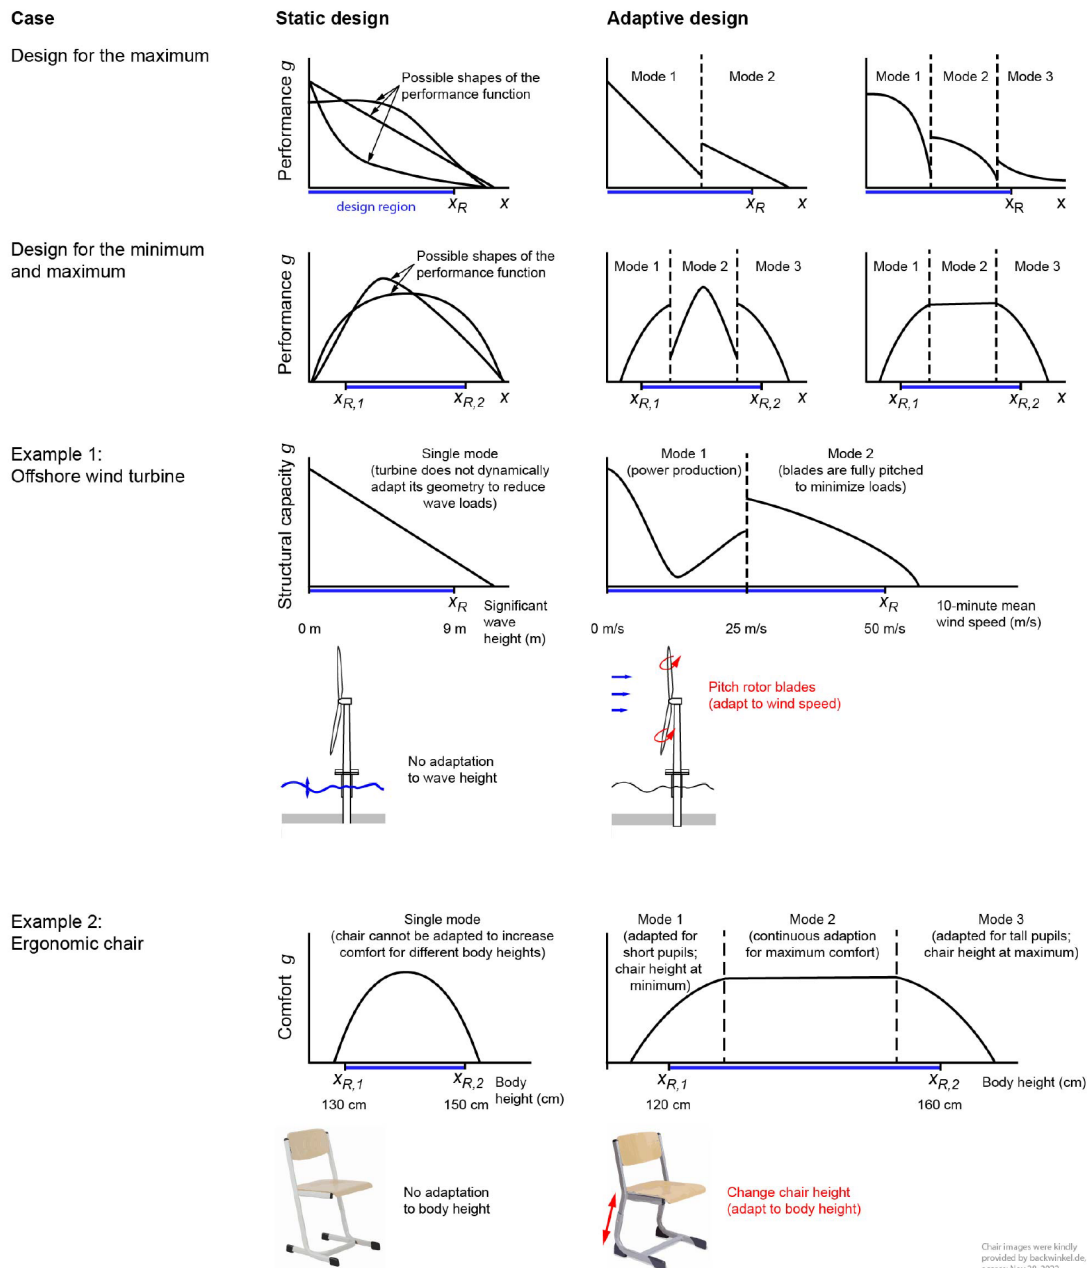 Case
Static design
Adaptive design
Design for the maximum
Performance g
Possible shapes of the
performance function
design region
xR
x
Mode 1
Mode 2
xR
x
Mode 1
Mode 2
Mode 3
xR
x
Design for the minimum
and maximum
Performance g
Possible shapes of the
performance function
xR,1
xR,2
x
Mode 1
Mode 2
Mode 3
xR,1
xR,2
x
Mode 1
Mode 2
Mode 3
xR,1
xR,2
x
Example 1:
Offshore wind turbine
Structural capacity g
Single mode
(turbine does not dynamically
adapt its geometry to reduce
wave loads)
xR
0 m
9 m
Significant
wave
height (m)
Mode 1
(power production)
Mode 2
(blades are fully pitched
to minimize loads)
xR
0 m/s
25 m/s
50 m/s
10-minute mean
wind speed (m/s)
No adaptation
to wave height
Pitch rotor blades
(adapt to wind speed)
Example 2:
Ergonomic chair
Comfort g
Single mode
(chair cannot be adapted to increase
comfort for different body heights)
xR,1
xR,2
130 cm
150 cm
Body
height (cm)
Mode 1
(adapted for
short pupils;
chair height at
minimum)
Mode 2
(continuous adaption
for maximum comfort)
Mode 3
(adapted for tall pupils;
chair height at maximum)
xR,1
xR,2
120 cm
160 cm
Body height (cm)
No adaptation
to body height
Change chair height
(adapt to body height)
Chair images were kindly
provided by backwinkel.de,